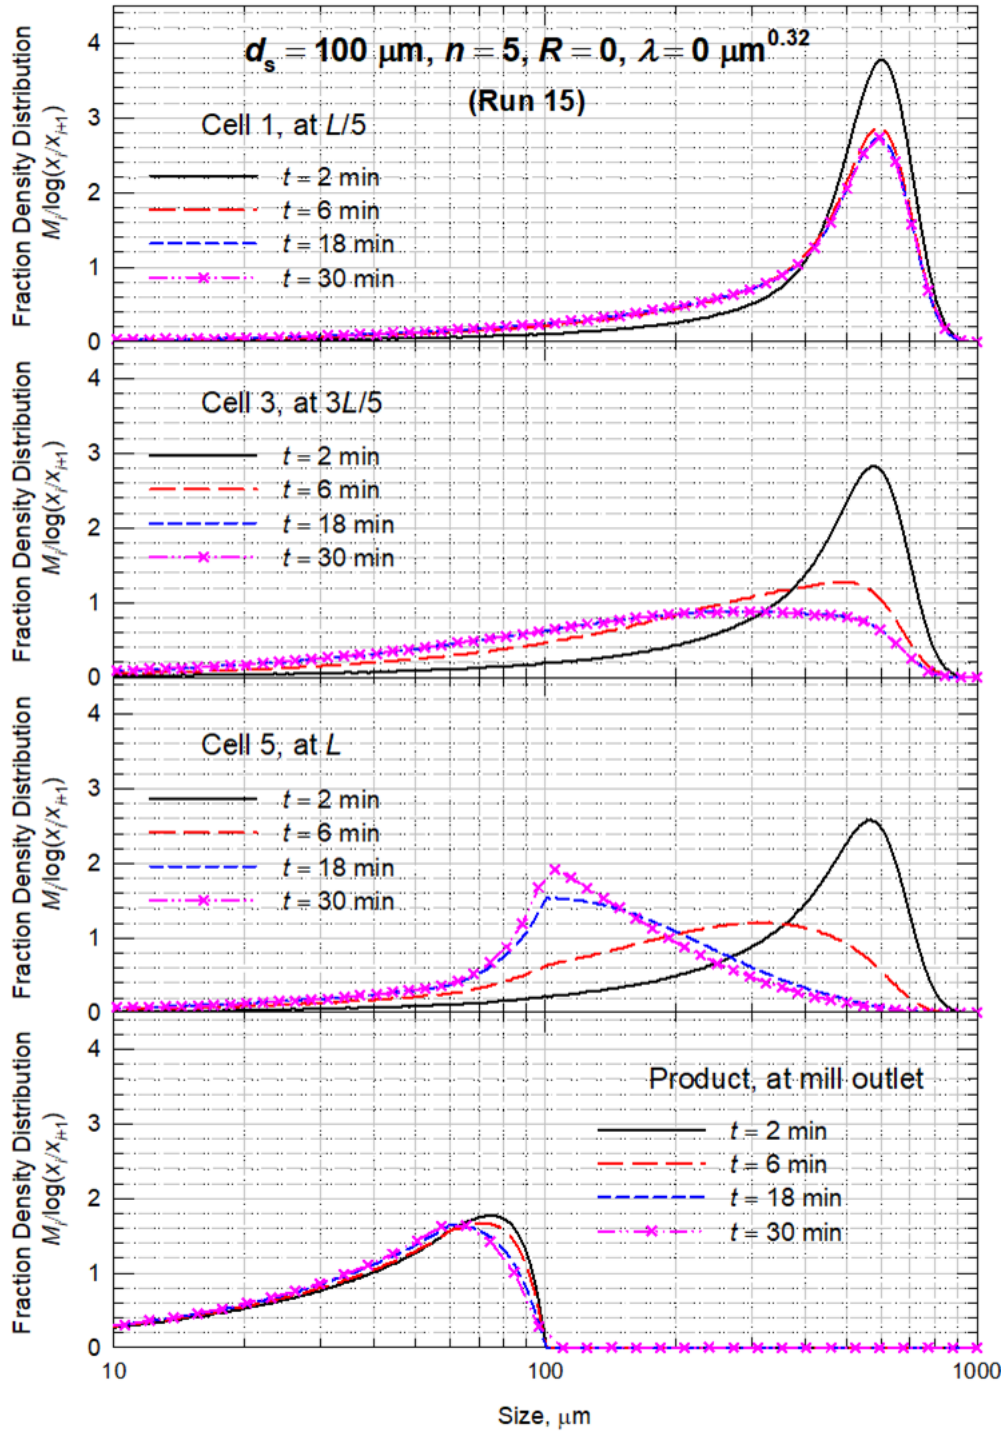 d_s = 100 μm, n = 5, R = 0, λ = 0 μm^0.32
(Run 15)
Fraction Density Distribution
M_i/log(x_i/x_{i+1})
4
3
2
1
0
Cell 1, at L/5
t = 2 min
t = 6 min
t = 18 min
t = 30 min
Fraction Density Distribution
M_i/log(x_i/x_{i+1})
4
3
2
1
0
Cell 3, at 3L/5
t = 2 min
t = 6 min
t = 18 min
t = 30 min
Fraction Density Distribution
M_i/log(x_i/x_{i+1})
4
3
2
1
0
Cell 5, at L
t = 2 min
t = 6 min
t = 18 min
t = 30 min
Fraction Density Distribution
M_i/log(x_i/x_{i+1})
4
3
2
1
0
Product, at mill outlet
t = 2 min
t = 6 min
t = 18 min
t = 30 min
10 100 1000
Size, μm